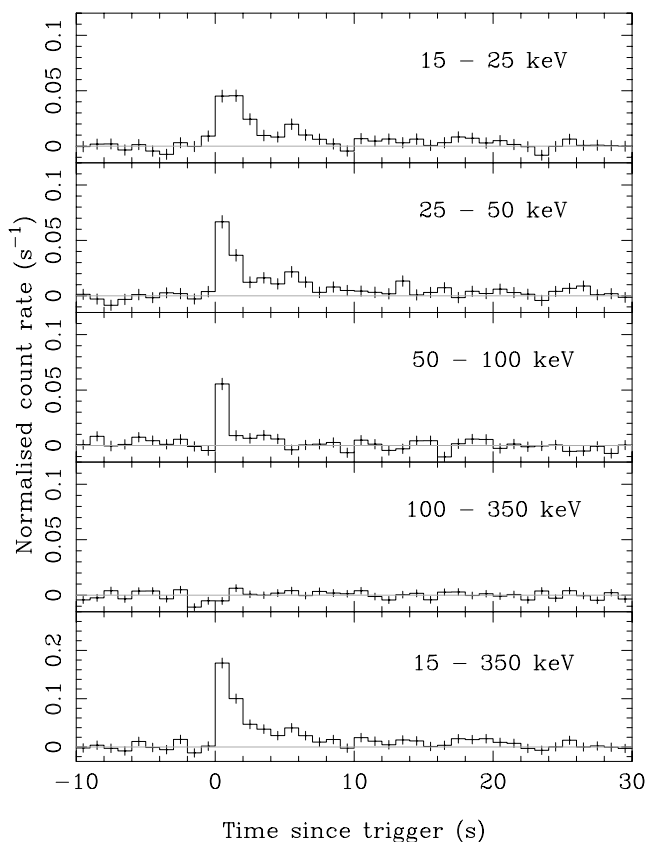 0.1
0.05
0
15 – 25 keV
0.1
0.05
0
25 – 50 keV
0.1
0.05
0
50 – 100 keV
0.1
0.05
0
100 – 350 keV
0.2
0.1
0
15 – 350 keV
Normalised count rate (s⁻¹)
−10 0 10 20 30
Time since trigger (s)